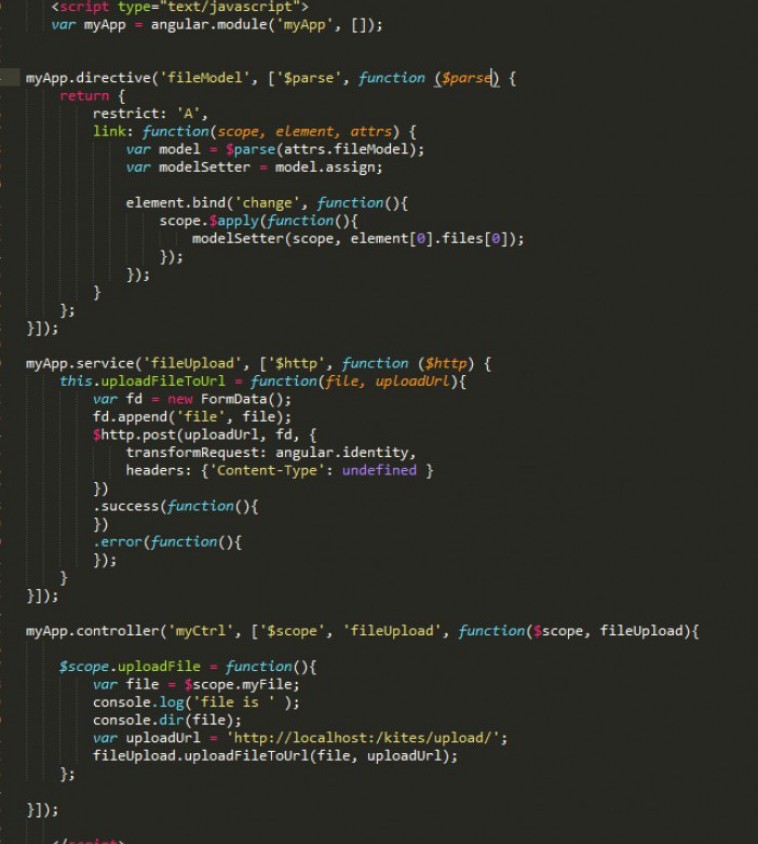 <script type="text/javascript">
var myApp = angular.module('myApp', []);
myApp.directive('fileModel', ['$parse', function ($parse) {
return {
restrict: 'A',
link: function(scope, element, attrs) {
var model = $parse(attrs.fileModel);
var modelSetter = model.assign;
element.bind('change', function(){
scope.$apply(function(){
modelSetter(scope, element[0].files[0]);
});
});
}
};
}]);
myApp.service('fileUpload', ['$http', function ($http) {
this.uploadFileToUrl = function(file, uploadUrl){
var fd = new FormData();
fd.append('file', file);
$http.post(uploadUrl, fd, {
transformRequest: angular.identity,
headers: {'Content-Type': undefined }
})
.success(function(){
})
.error(function(){
});
}
}]);
myApp.controller('myCtrl', ['$scope', 'fileUpload', function($scope, fileUpload){
$scope.uploadFile = function(){
var file = $scope.myFile;
console.log('file is ' );
console.dir(file);
var uploadUrl = 'http://localhost:/kites/upload/';
fileUpload.uploadFileToUrl(file, uploadUrl);
};
}]);
</script>